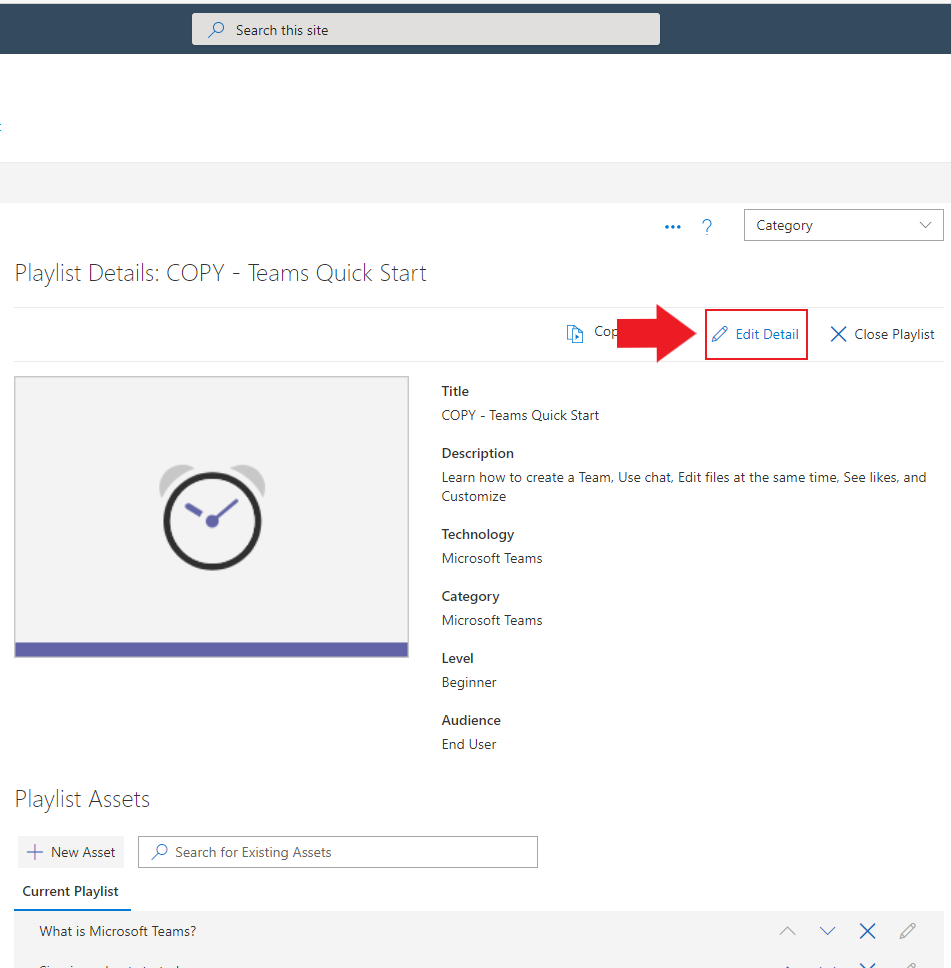 Search this site
Category
Playlist Details: COPY - Teams Quick Start
Edit Detail
Close Playlist
Title
COPY - Teams Quick Start
Description
Learn how to create a Team, Use chat, Edit files at the same time, See likes, and
Customize
Technology
Microsoft Teams
Category
Microsoft Teams
Level
Beginner
Audience
End User
Playlist Assets
New Asset
Search for Existing Assets
Current Playlist
What is Microsoft Teams?